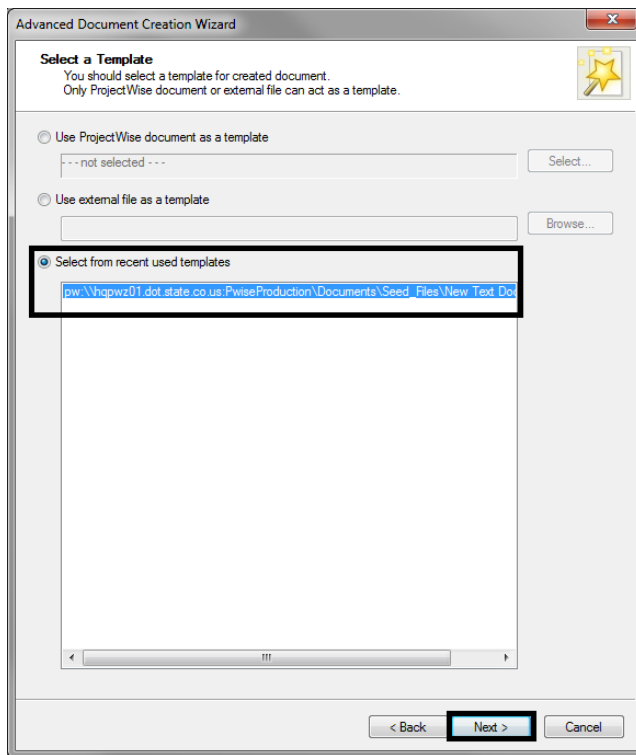 Advanced Document Creation Wizard
Select a Template
You should select a template for created document.
Only ProjectWise document or external file can act as a template.
Use ProjectWise document as a template
- - - not selected - - -
Select...
Use external file as a template
Browse...
Select from recent used templates
pw:\\hqpwz01.dot.state.co.us:PwiseProduction\Documents\Seed_Files\New Text Doc
< Back
Next >
Cancel